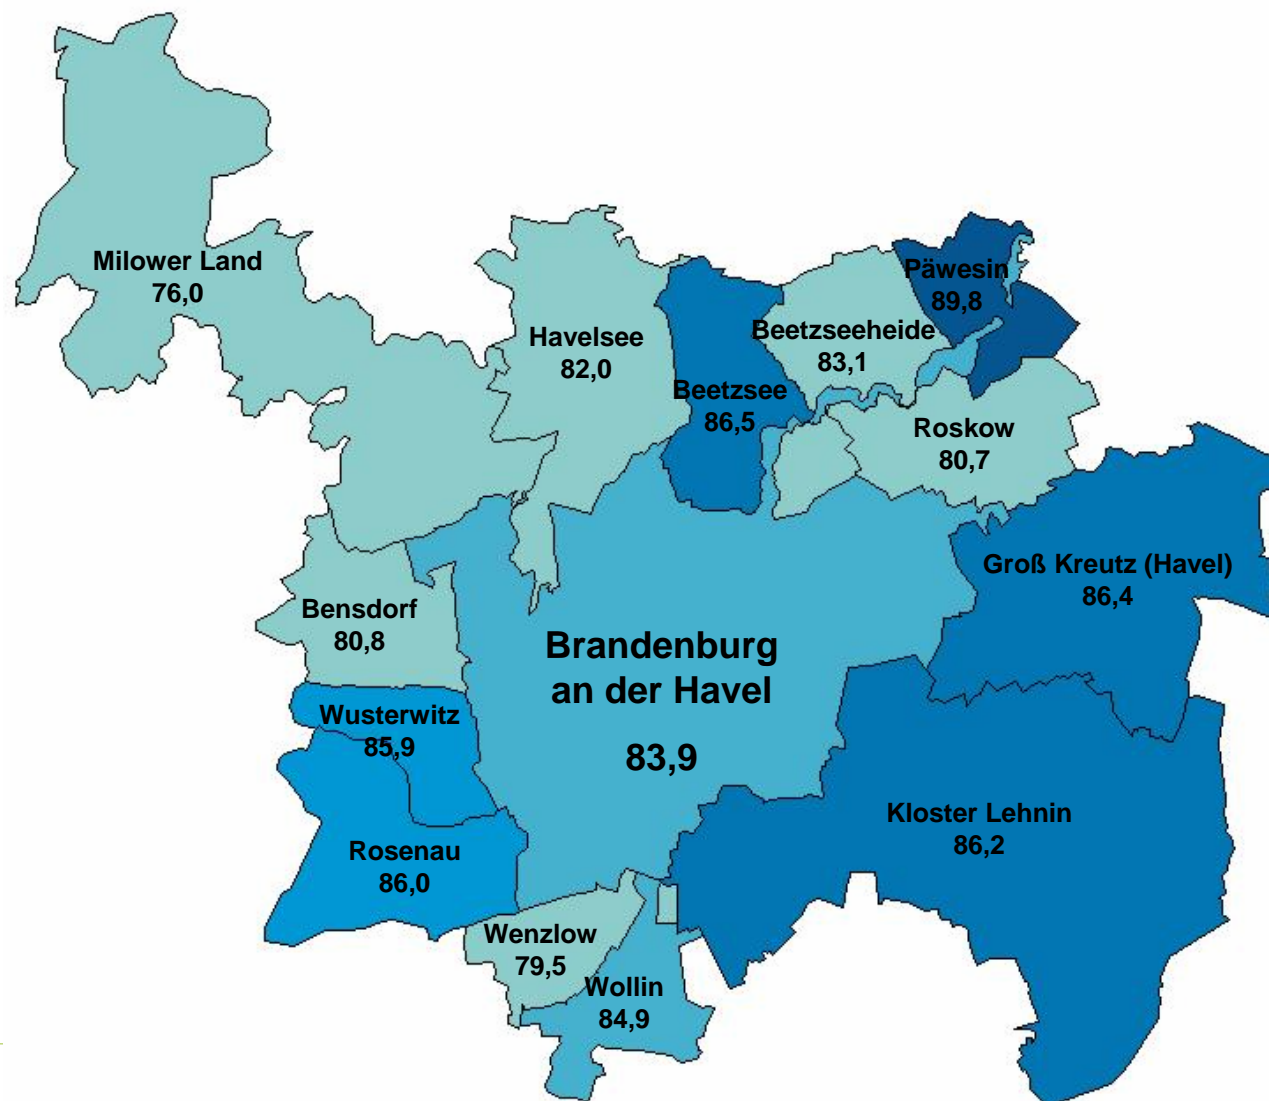 Milower Land
76,0
Havelsee
82,0
Beetzsee
86,5
Beetzseeheide
83,1
Päwesin
89,8
Roskow
80,7
Groß Kreutz (Havel)
86,4
Bensdorf
80,8
Brandenburg
an der Havel
83,9
Wusterwitz
85,9
Rosenau
86,0
Kloster Lehnin
86,2
Wenzlow
79,5
Wollin
84,9